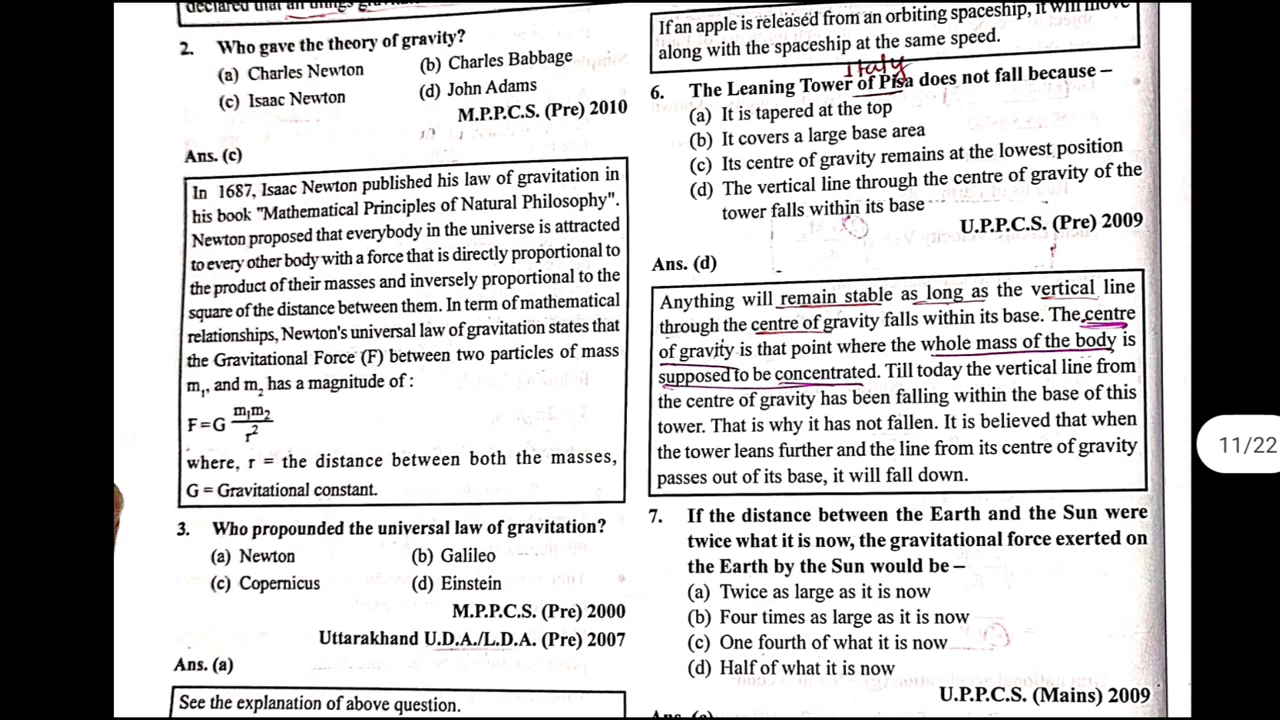 declared that all things
2. Who gave the theory of gravity?
(a) Charles Newton (b) Charles Babbage
(c) Isaac Newton (d) John Adams
M.P.P.C.S. (Pre) 2010
Ans. (c)
In 1687, Isaac Newton published his law of gravitation in
his book "Mathematical Principles of Natural Philosophy".
Newton proposed that everybody in the universe is attracted
to every other body with a force that is directly proportional to
the product of their masses and inversely proportional to the
square of the distance between them. In term of mathematical
relationships, Newton's universal law of gravitation states that
the Gravitational Force (F) between two particles of mass
m₁, and m₂ has a magnitude of :
F=G m₁m₂/r²
where, r = the distance between both the masses,
G = Gravitational constant.
3. Who propounded the universal law of gravitation?
(a) Newton (b) Galileo
(c) Copernicus (d) Einstein
M.P.P.C.S. (Pre) 2000
Uttarakhand U.D.A./L.D.A. (Pre) 2007
Ans. (a)
See the explanation of above question.
If an apple is released from an orbiting spaceship, it will move
along with the spaceship at the same speed.
Italy
6. The Leaning Tower of Pisa does not fall because –
(a) It is tapered at the top
(b) It covers a large base area
(c) Its centre of gravity remains at the lowest position
(d) The vertical line through the centre of gravity of the
tower falls within its base
U.P.P.C.S. (Pre) 2009
Ans. (d)
Anything will remain stable as long as the vertical line
through the centre of gravity falls within its base. The centre
of gravity is that point where the whole mass of the body is
supposed to be concentrated. Till today the vertical line from
the centre of gravity has been falling within the base of this
tower. That is why it has not fallen. It is believed that when
the tower leans further and the line from its centre of gravity
passes out of its base, it will fall down.
7. If the distance between the Earth and the Sun were
twice what it is now, the gravitational force exerted on
the Earth by the Sun would be –
(a) Twice as large as it is now
(b) Four times as large as it is now
(c) One fourth of what it is now
(d) Half of what it is now
U.P.P.C.S. (Mains) 2009
Ans. (c)
11/22